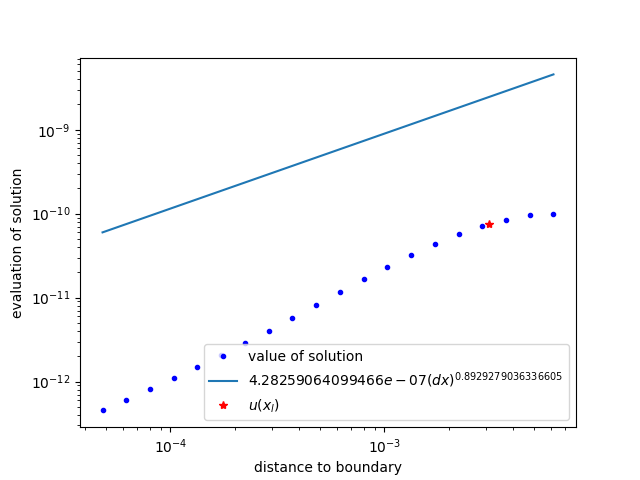 10⁻⁹
10⁻¹⁰
10⁻¹¹
10⁻¹²
evaluation of solution
value of solution
4.28259064099466e − 07(dx)^0.8929279036336605
u(x_l)
10⁻⁴
10⁻³
distance to boundary